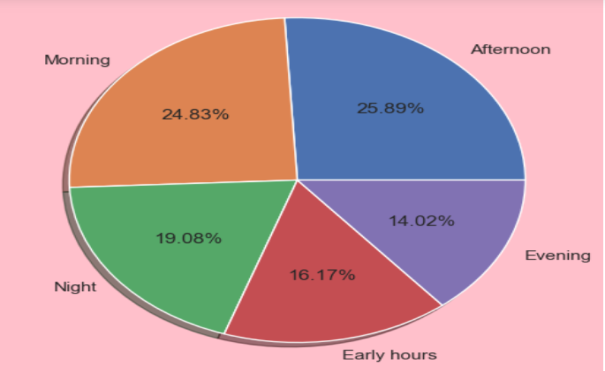 Afternoon
Morning
25.89%
24.83%
14.02%
19.08%
Evening
16.17%
Night
Early hours